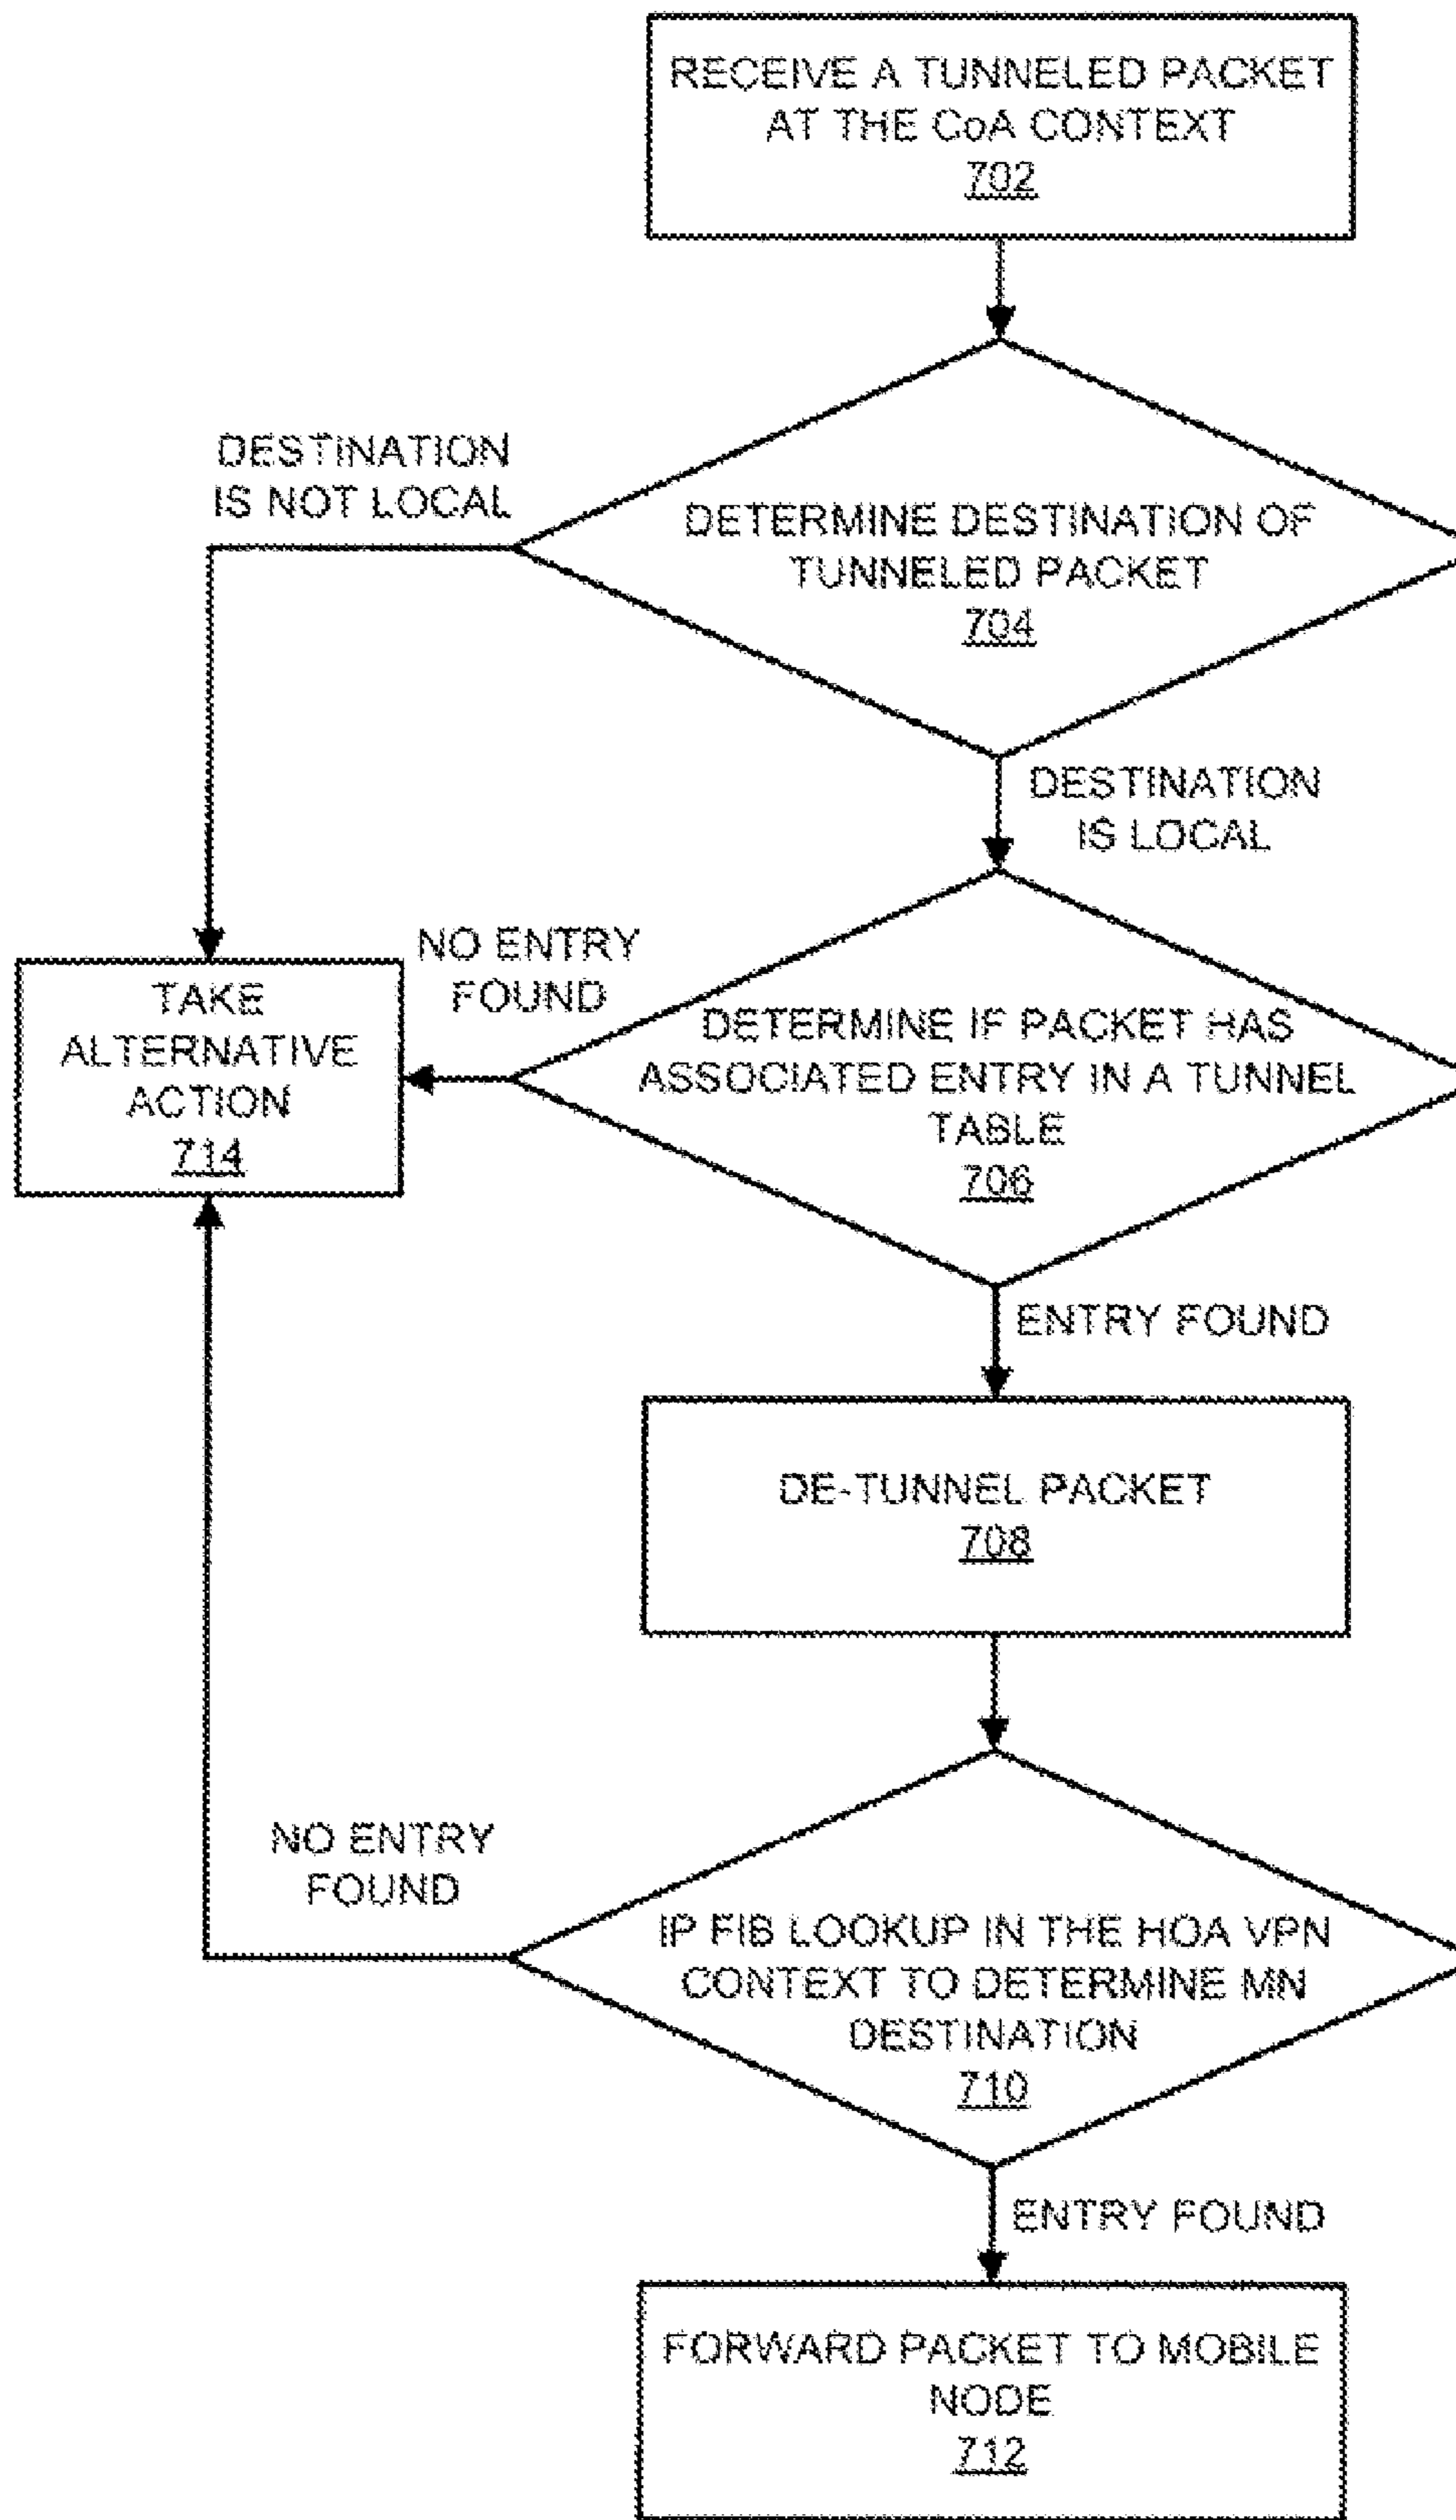 RECEIVE A TUNNELED PACKET
AT THE CoA CONTEXT
702
DESTINATION
IS NOT LOCAL
DETERMINE DESTINATION OF
TUNNELED PACKET
704
DESTINATION
IS LOCAL
NO ENTRY
FOUND
TAKE
ALTERNATIVE
ACTION
714
DETERMINE IF PACKET HAS
ASSOCIATED ENTRY IN A TUNNEL
TABLE
706
ENTRY FOUND
DE-TUNNEL PACKET
708
NO ENTRY
FOUND
IP FIB LOOKUP IN THE HOA VPN
CONTEXT TO DETERMINE MN
DESTINATION
710
ENTRY FOUND
FORWARD PACKET TO MOBILE
NODE
712